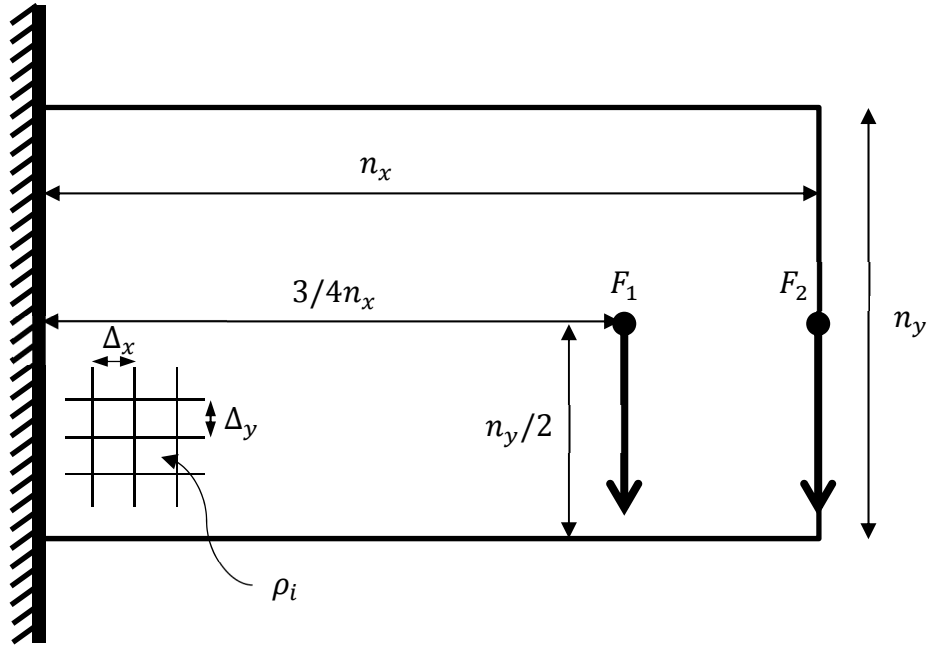 n_x
3/4n_x
F_1
F_2
n_y
Δ_x
Δ_y
n_y/2
ρ_i